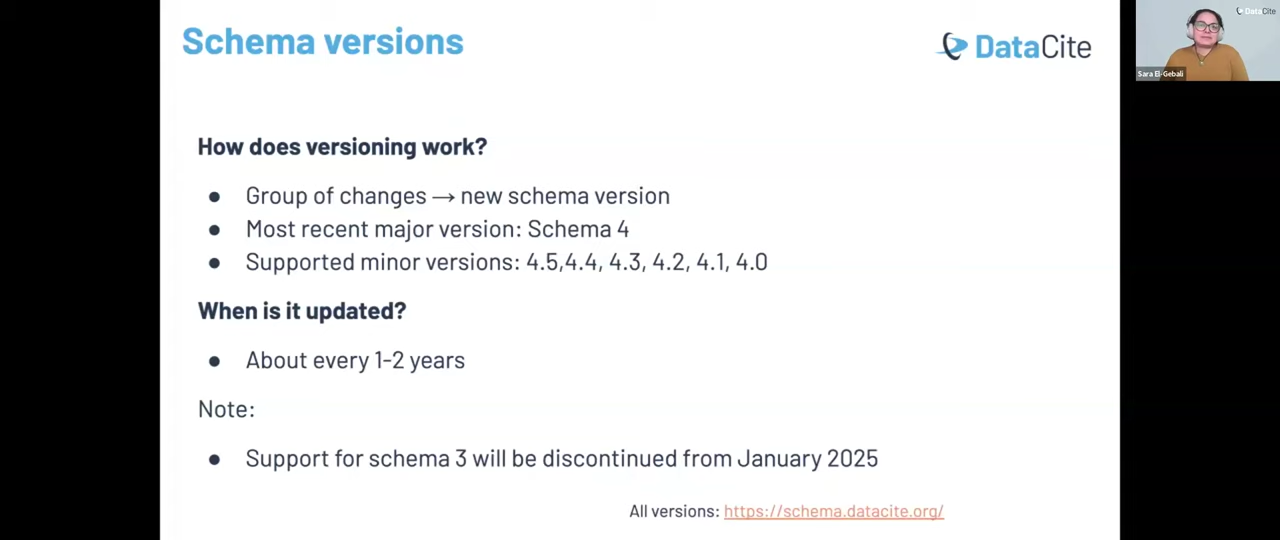 Schema versions
DataCite
DataCite
Sara El-Gebali
How does versioning work?
● Group of changes → new schema version
● Most recent major version: Schema 4
● Supported minor versions: 4.5,4.4, 4.3, 4.2, 4.1, 4.0
When is it updated?
● About every 1-2 years
Note:
● Support for schema 3 will be discontinued from January 2025
All versions: https://schema.datacite.org/